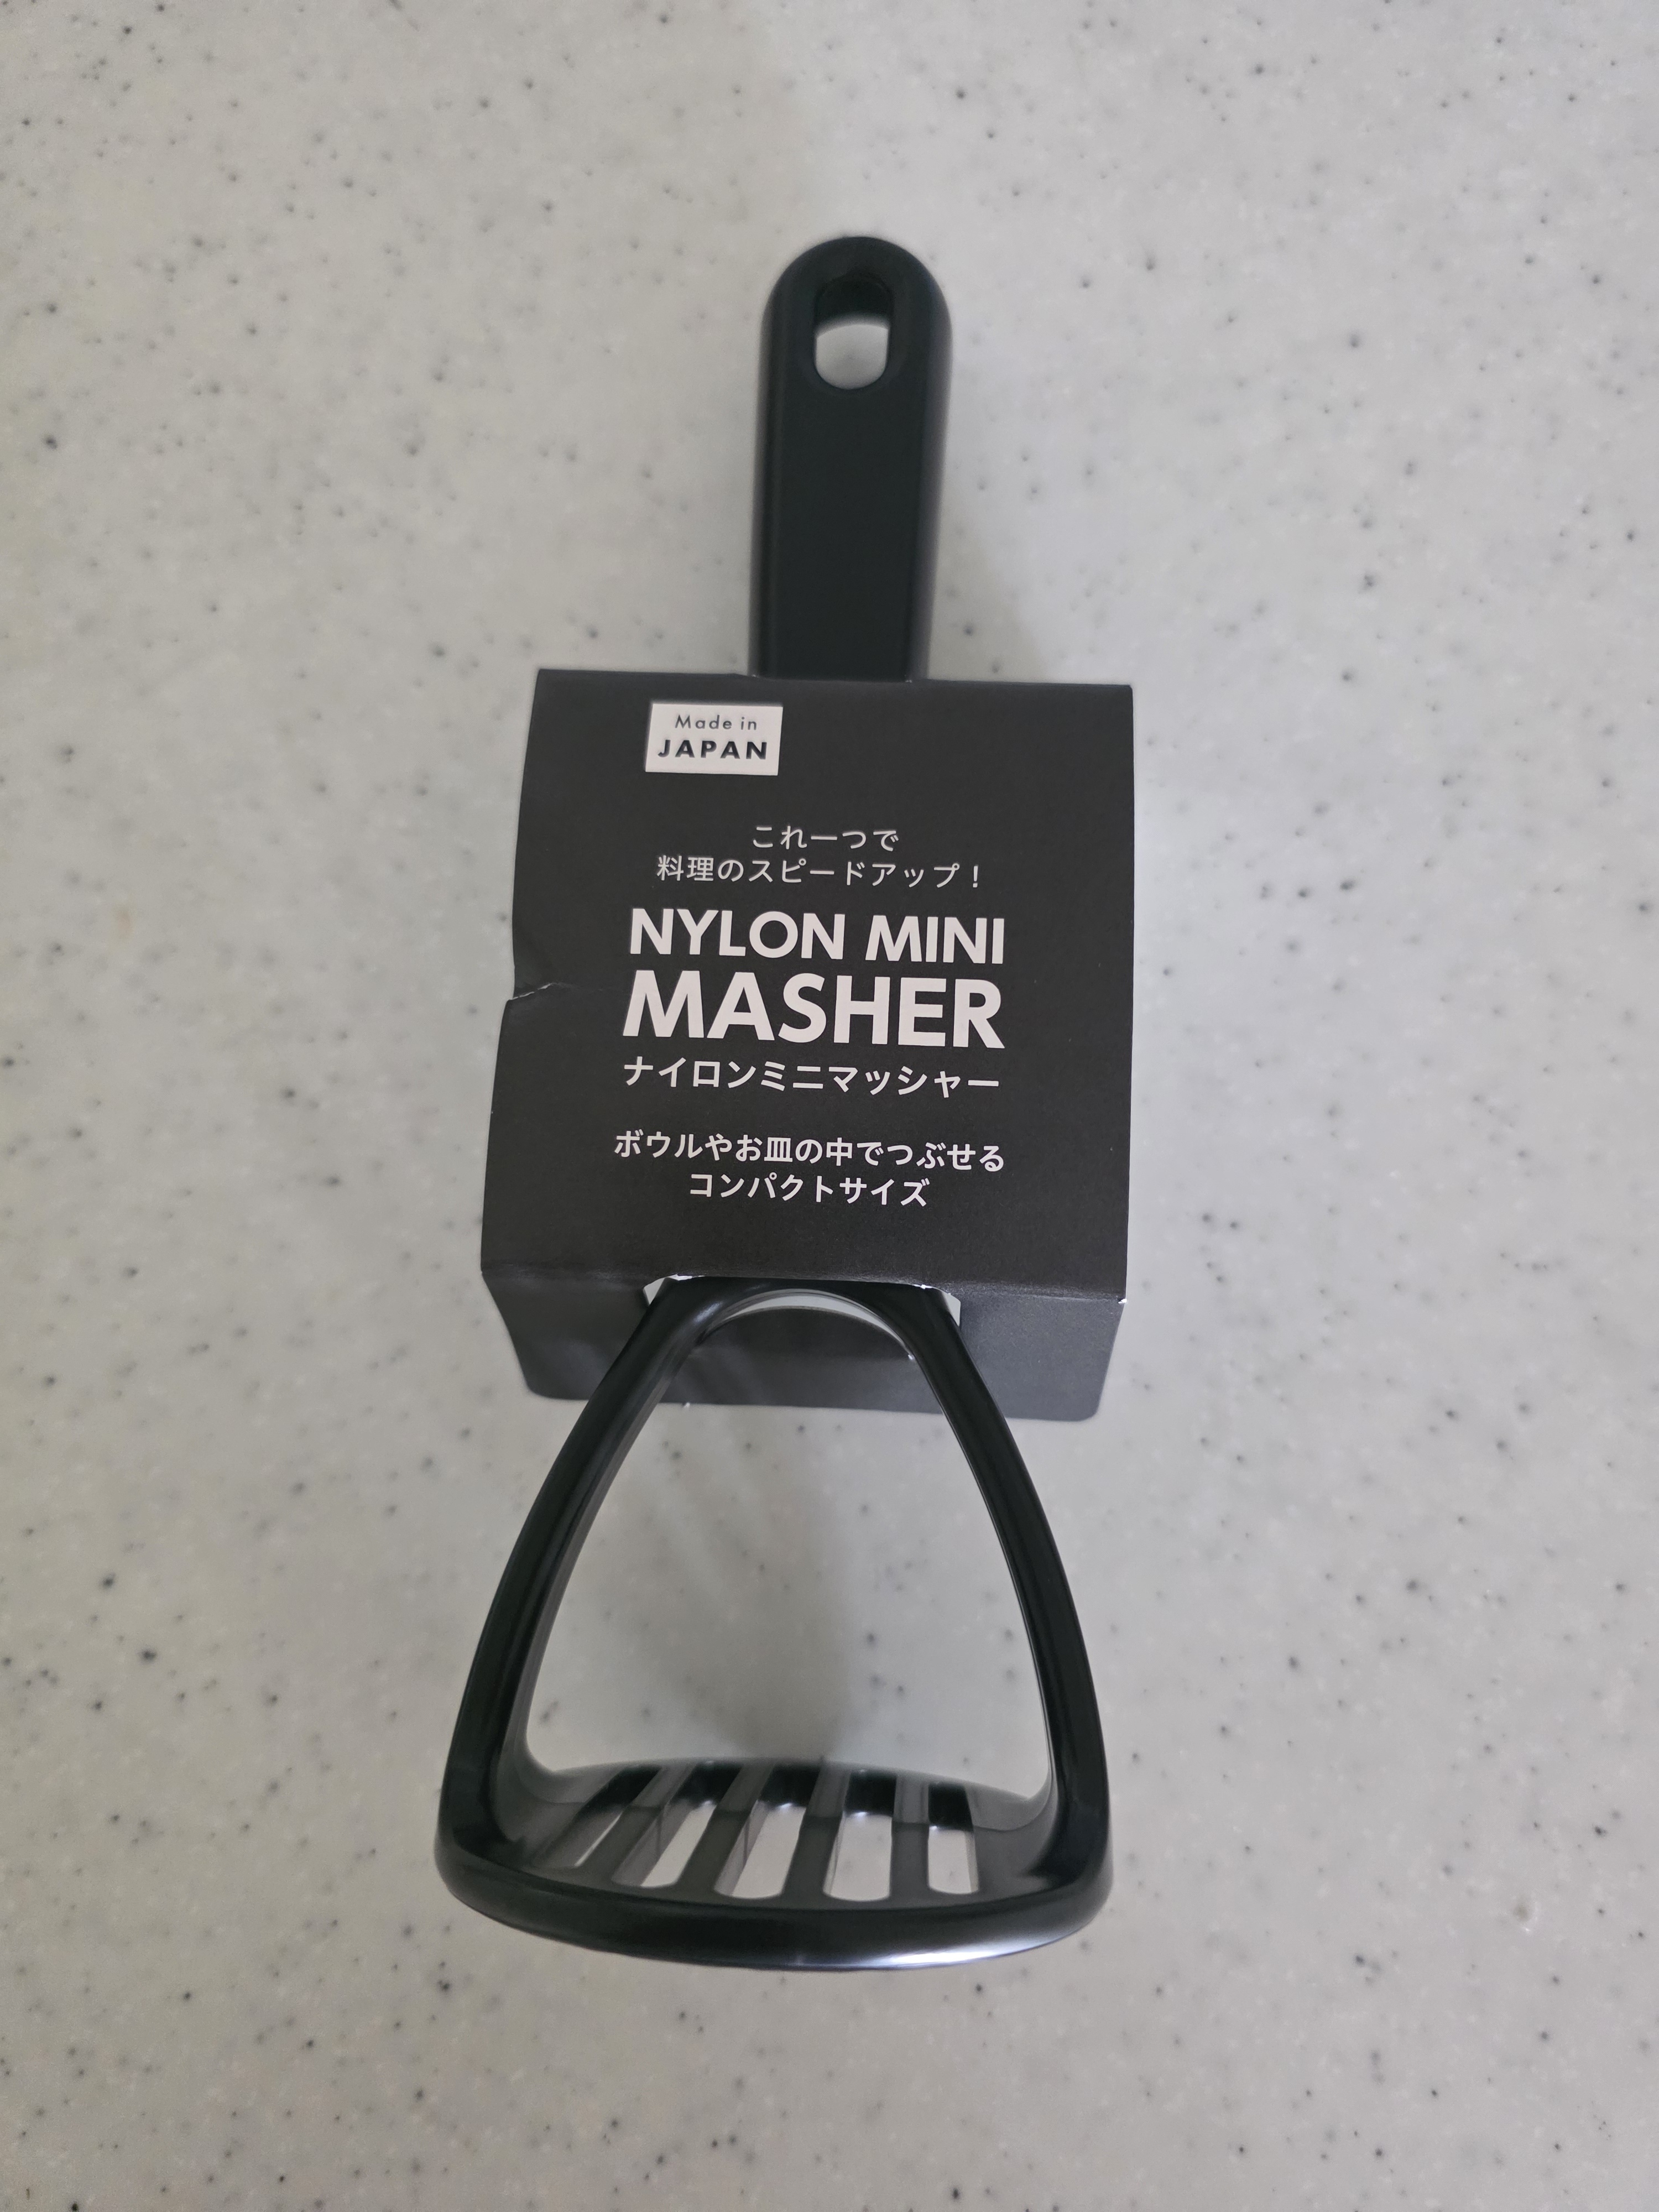 Made in
JAPAN
これ一つで
料理のスピードアップ！
NYLON MINI
MASHER
ナイロンミニマッシャー
ボウルやお皿の中でつぶせる
コンパクトサイズ